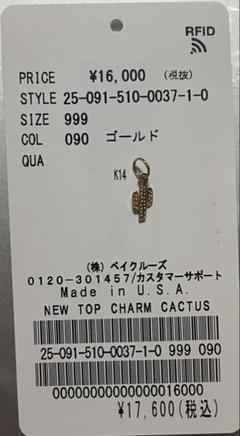 RFID
PRICE ¥16,000 (税抜)
STYLE 25-091-510-0037-1-0
SIZE 999
COL 090 ゴールド
QUA
K14
(株) ベイクルーズ
0120-301457/カスタマーサポート
Made in U.S.A.
NEW TOP CHARM CACTUS
25-091-510-0037-1-0 999 090
00000000000000016000
¥17,600(税込)